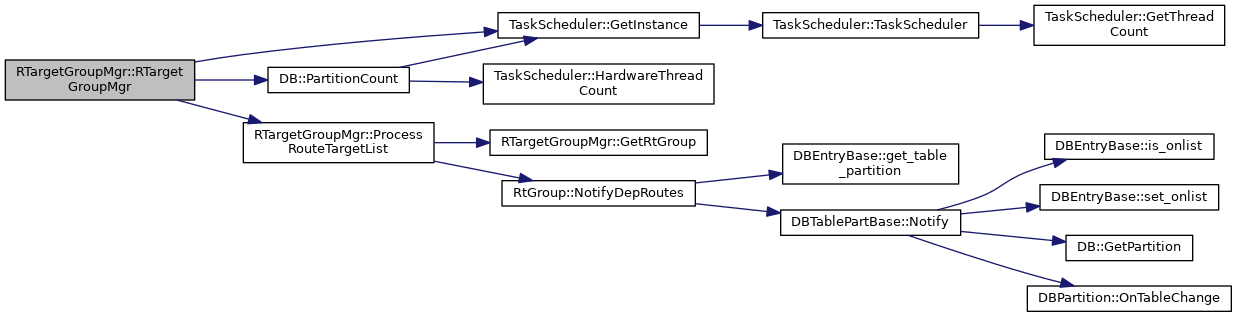 RTargetGroupMgr::RTarget
GroupMgr
TaskScheduler::GetInstance
TaskScheduler::TaskScheduler
TaskScheduler::GetThread
Count
DB::PartitionCount
TaskScheduler::HardwareThread
Count
RTargetGroupMgr::Process
RouteTargetList
RTargetGroupMgr::GetRtGroup
RtGroup::NotifyDepRoutes
DBEntryBase::get_table
_partition
DBTablePartBase::Notify
DBEntryBase::is_onlist
DBEntryBase::set_onlist
DB::GetPartition
DBPartition::OnTableChange